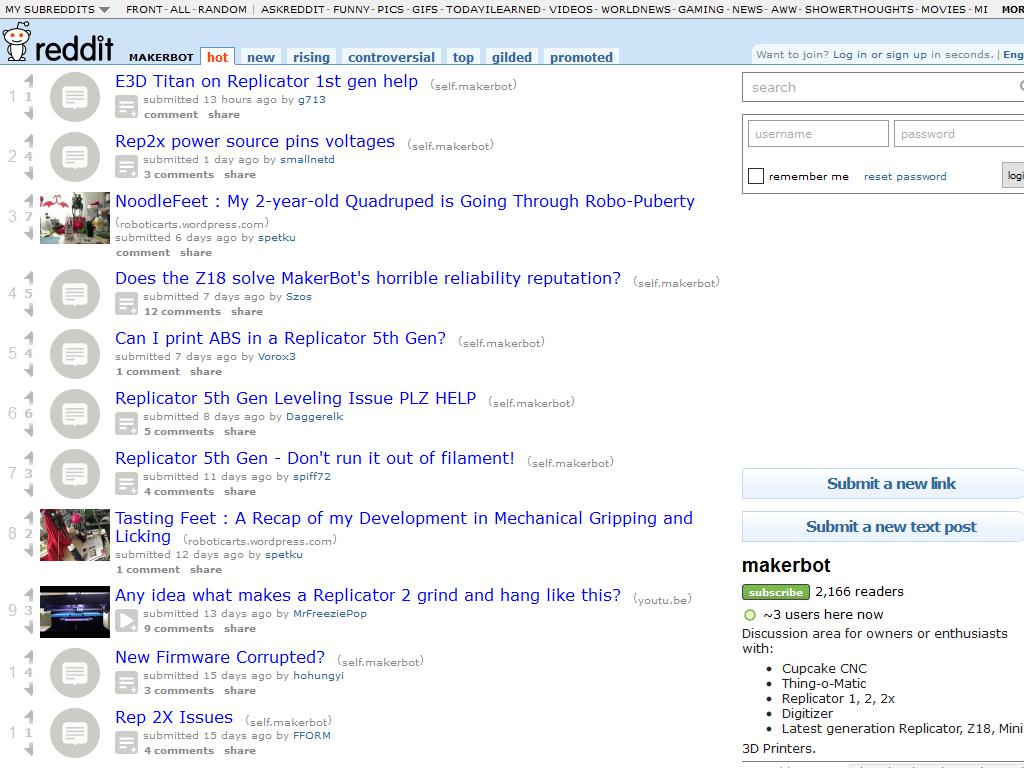 MY SUBREDDITS FRONT - ALL - RANDOM | ASKREDDIT - FUNNY - PICS - GIFS - TODAYILEARNED - VIDEOS - WORLDNEWS - GAMING - NEWS - AWW - SHOWERTHOUGHTS - MOVIES - MI
reddit MAKERBOT hot new rising controversial top gilded promoted
Want to join? Log in or sign up in seconds. |
1 1 E3D Titan on Replicator 1st gen help (self.makerbot)
submitted 13 hours ago by g713
comment share
2 4 Rep2x power source pins voltages (self.makerbot)
submitted 1 day ago by smallnetd
3 comments share
3 7 NoodleFeet : My 2-year-old Quadruped is Going Through Robo-Puberty
(roboticarts.wordpress.com)
submitted 6 days ago by spetku
comment share
4 5 Does the Z18 solve MakerBot's horrible reliability reputation? (self.makerbot)
submitted 7 days ago by Szos
12 comments share
5 4 Can I print ABS in a Replicator 5th Gen? (self.makerbot)
submitted 7 days ago by Vorox3
1 comment share
6 6 Replicator 5th Gen Leveling Issue PLZ HELP (self.makerbot)
submitted 8 days ago by Daggerelk
5 comments share
7 3 Replicator 5th Gen - Don't run it out of filament! (self.makerbot)
submitted 11 days ago by spiff72
4 comments share
8 2 Tasting Feet : A Recap of my Development in Mechanical Gripping and
Licking (roboticarts.wordpress.com)
submitted 12 days ago by spetku
1 comment share
9 3 Any idea what makes a Replicator 2 grind and hang like this? (youtu.be)
submitted 13 days ago by MrFreeziePop
9 comments share
1 4 New Firmware Corrupted? (self.makerbot)
submitted 15 days ago by hohungyi
3 comments share
1 1 Rep 2X Issues (self.makerbot)
submitted 15 days ago by FFORM
4 comments share
search
username password
remember me reset password logi
Submit a new link
Submit a new text post
makerbot
subscribe 2,166 readers
~3 users here now
Discussion area for owners or enthusiasts
with:
• Cupcake CNC
• Thing-o-Matic
• Replicator 1, 2, 2x
• Digitizer
• Latest generation Replicator, Z18, Mini
3D Printers.